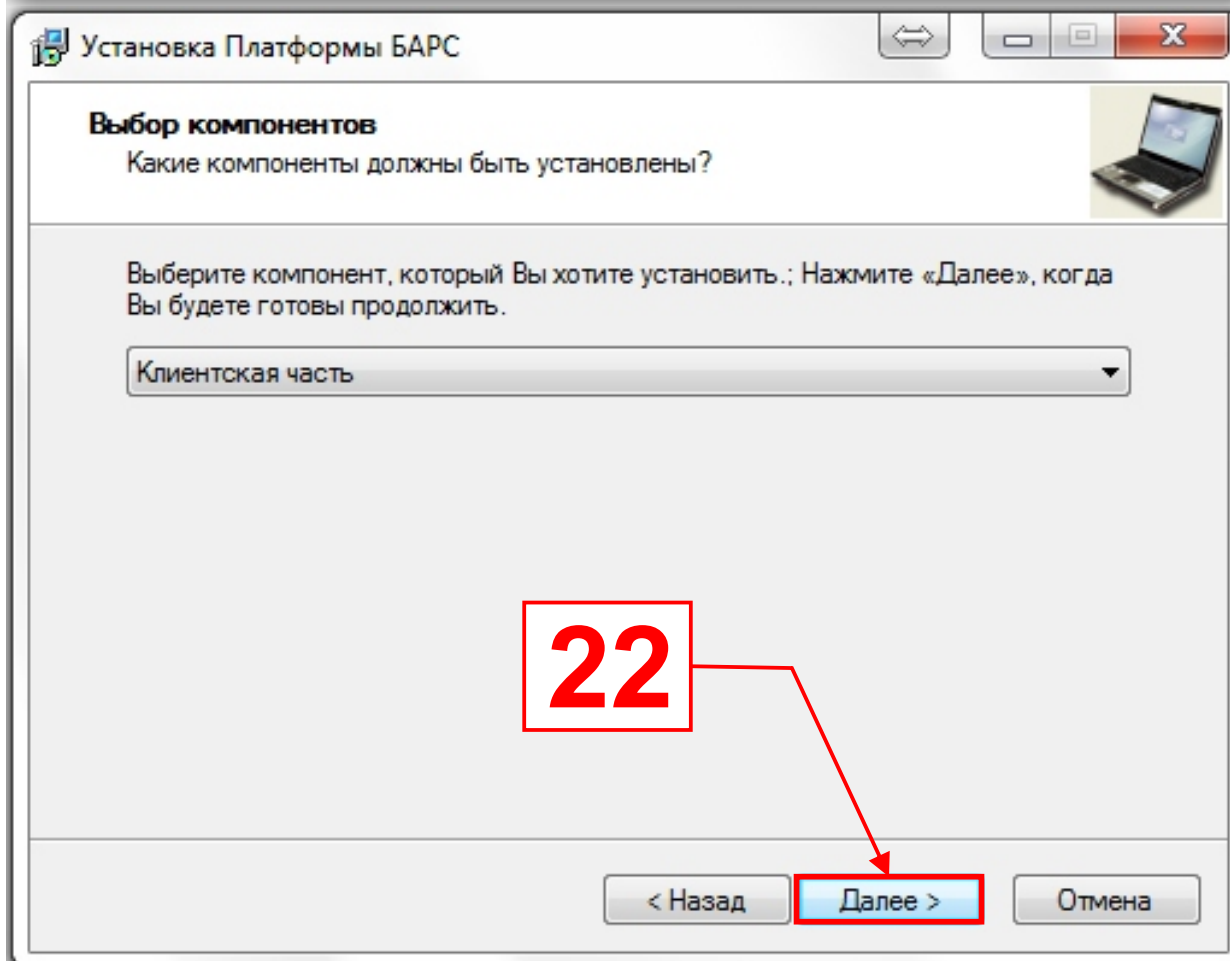 Установка Платформы БАРС
Выбор компонентов
Какие компоненты должны быть установлены?
Выберите компонент, который Вы хотите установить.; Нажмите «Далее», когда
Вы будете готовы продолжить.
Клиентская часть
22
< Назад
Далее >
Отмена